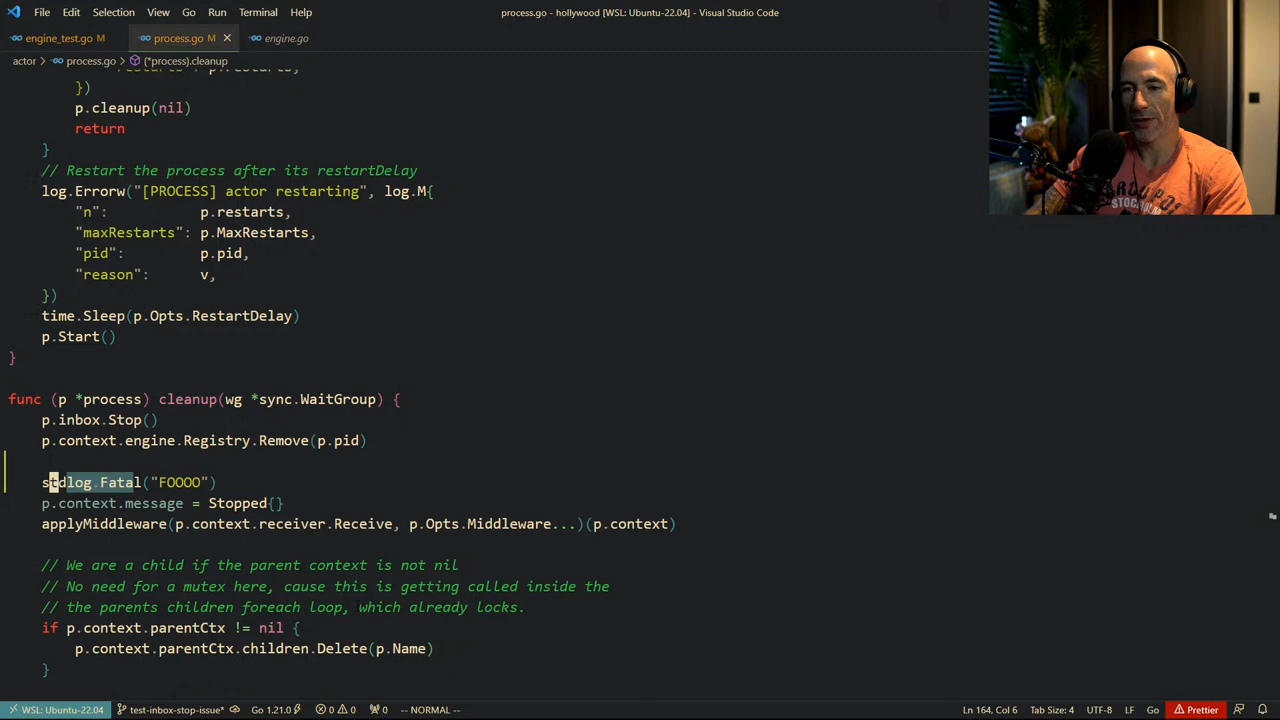 File Edit Selection View Go Run Terminal Help
process.go - hollywood [WSL: Ubuntu-22.04] - Visual Studio Code
engine_test.go M process.go M engine.go
actor > process.go > (*process).cleanup
})
p.cleanup(nil)
return
}
// Restart the process after its restartDelay
log.Errorw("[PROCESS] actor restarting", log.M{
"n": p.restarts,
"maxRestarts": p.MaxRestarts,
"pid": p.pid,
"reason": v,
})
time.Sleep(p.Opts.RestartDelay)
p.Start()
}
func (p *process) cleanup(wg *sync.WaitGroup) {
p.inbox.Stop()
p.context.engine.Registry.Remove(p.pid)
stdlog.Fatal("FOOOO")
p.context.message = Stopped{}
applyMiddleware(p.context.receiver.Receive, p.Opts.Middleware...)(p.context)
// We are a child if the parent context is not nil
// No need for a mutex here, cause this is getting called inside the
// the parents children foreach loop, which already locks.
if p.context.parentCtx != nil {
p.context.parentCtx.children.Delete(p.Name)
}
WSL: Ubuntu-22.04 test-inbox-stop-issue* Go 1.21.0 0 0 0 -- NORMAL -- Ln 164, Col 6 Tab Size: 4 UTF-8 LF Go Prettier